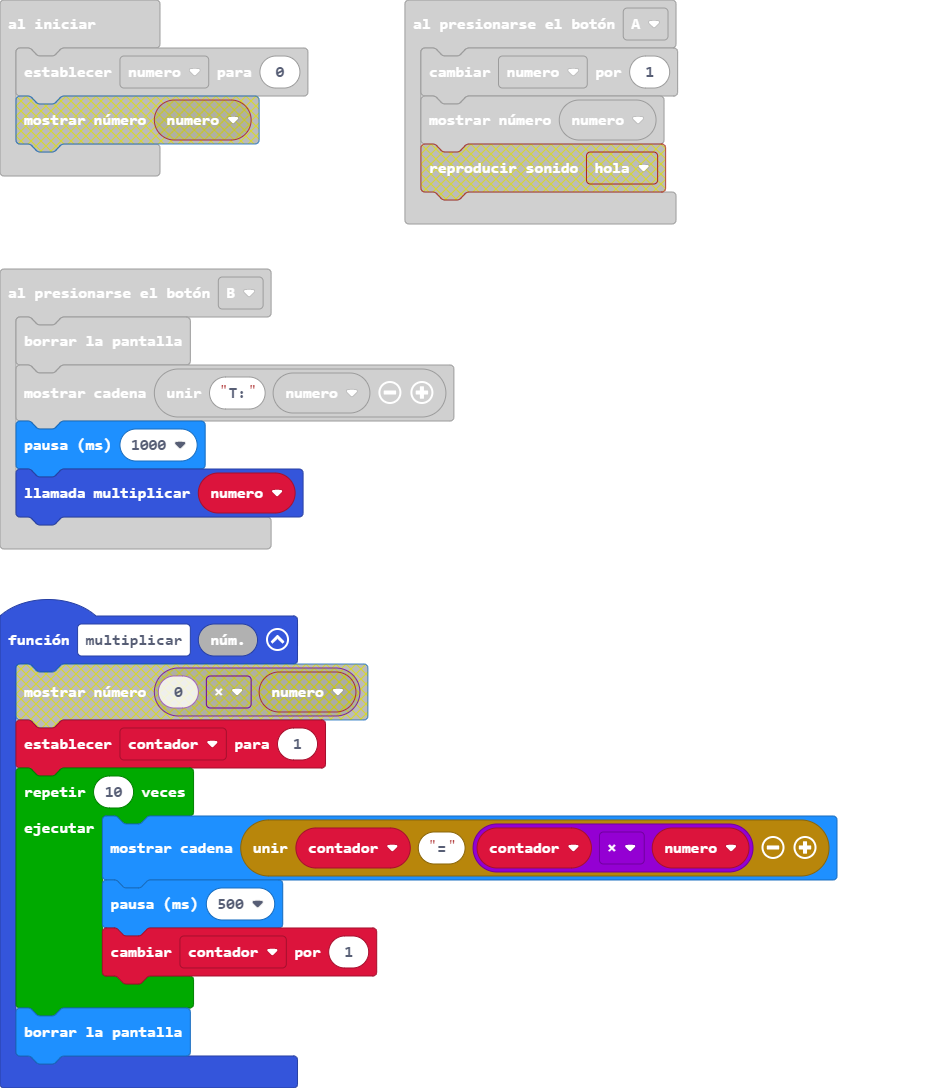 al iniciar
establecer numero para 0
mostrar número numero
al presionarse el botón A
cambiar numero por 1
mostrar número numero
reproducir sonido hola
al presionarse el botón B
borrar la pantalla
mostrar cadena unir "T:" numero
pausa (ms) 1000
llamada multiplicar numero
función multiplicar núm.
mostrar número 0 × numero
establecer contador para 1
repetir 10 veces
ejecutar
mostrar cadena unir contador "=" contador × numero
pausa (ms) 500
cambiar contador por 1
borrar la pantalla